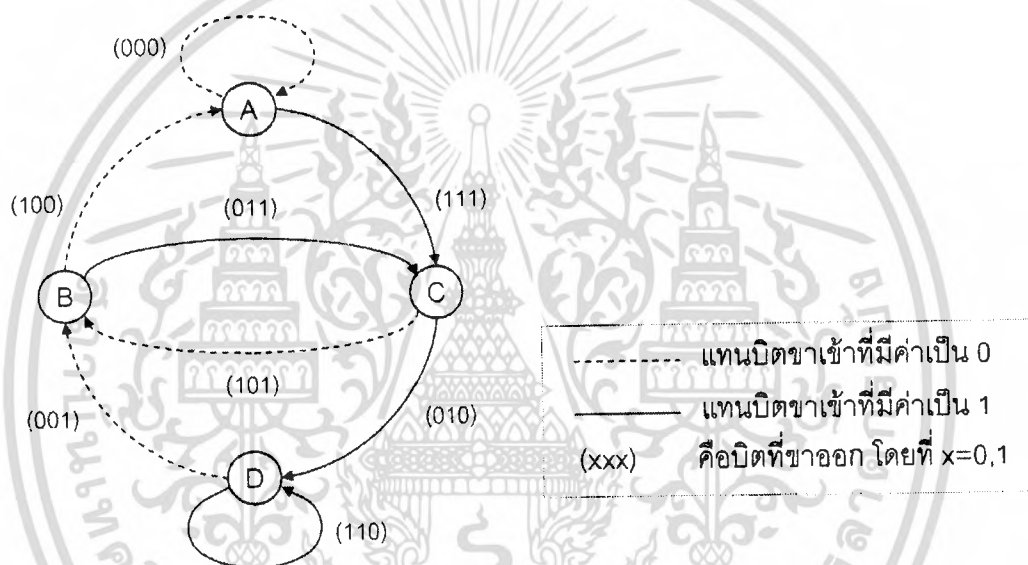 (000)
A
(100)
(011)
(111)
B
C
(101)
(001)
(010)
D
(110)
แทนบิตขาเข้าที่มีค่าเป็น 0
แทนบิตขาเข้าที่มีค่าเป็น 1
(xxx) คือบิตที่ขาออก โดยที่ x=0,1